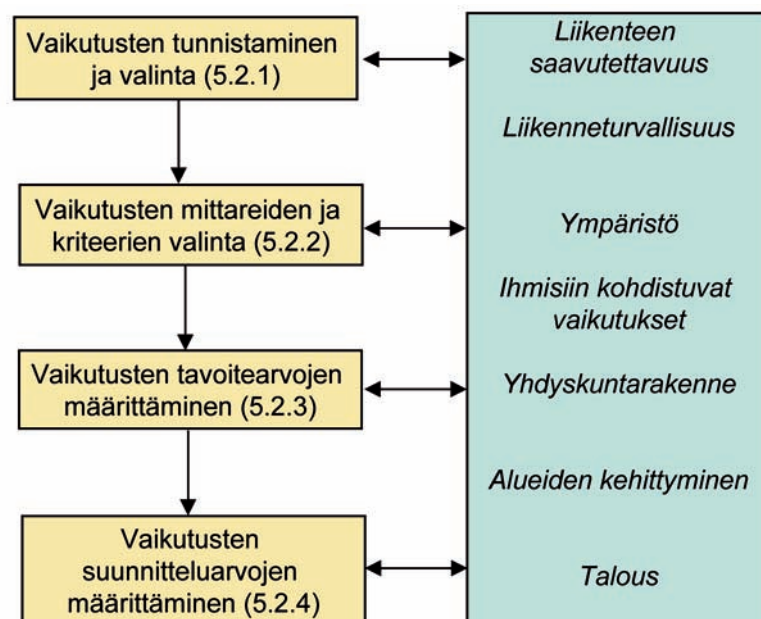 Vaikutusten tunnistaminen
ja valinta (5.2.1)
Vaikutusten mittareiden ja
kriteerien valinta (5.2.2)
Vaikutusten tavoitearvojen
määrittäminen (5.2.3)
Vaikutusten
suunnitteluarvojen
määrittäminen (5.2.4)
Liikenteen
saavutettavuus
Liikenneturvallisuus
Ympäristö
Ihmisiin kohdistuvat
vaikutukset
Yhdyskuntarakenne
Alueiden kehittyminen
Talous